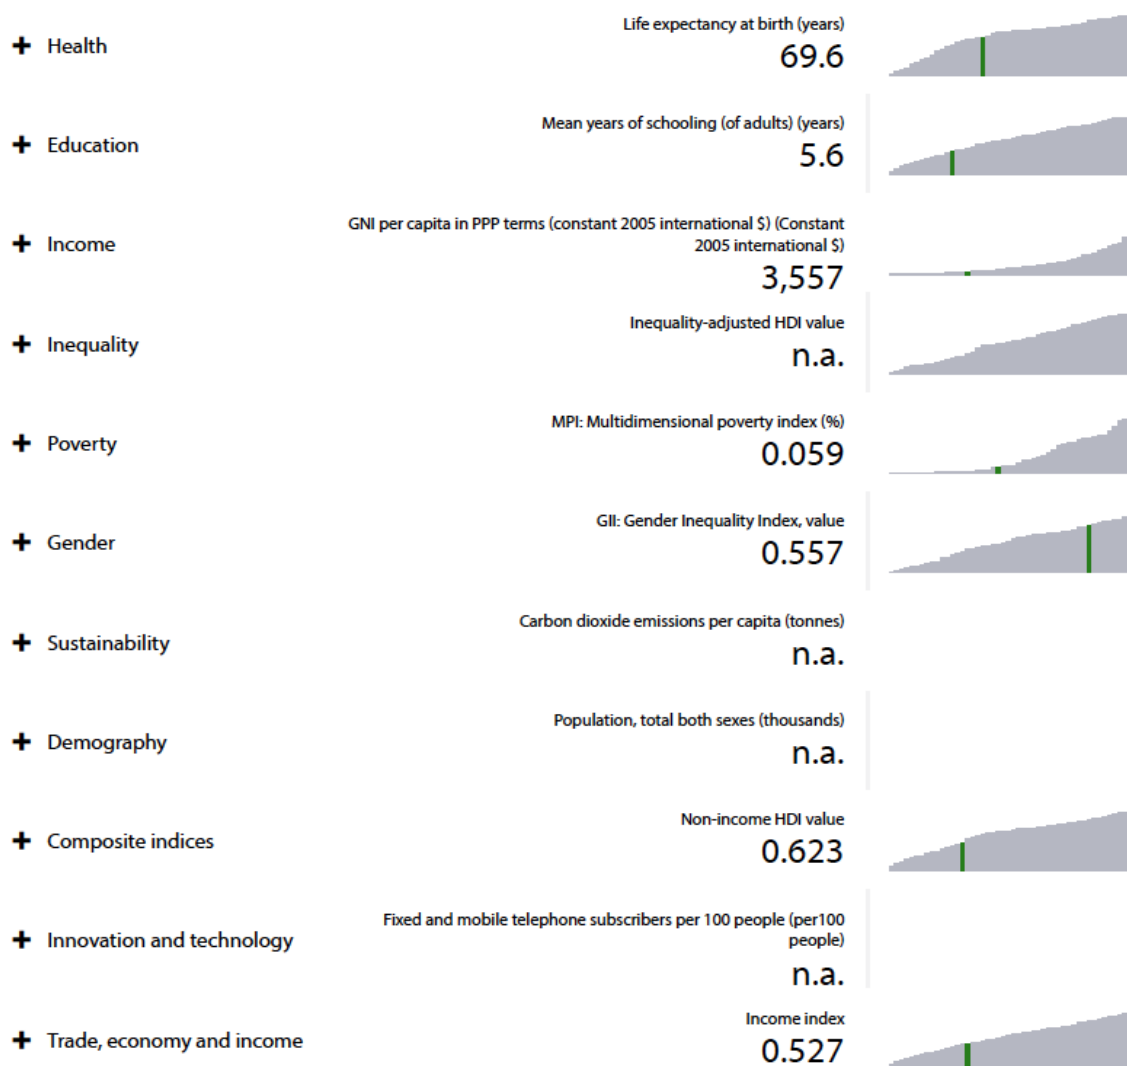 Life expectancy at birth (years)
+ Health
69.6
Mean years of schooling (of adults) (years)
+ Education
5.6
GNI per capita in PPP terms (constant 2005 international $) (Constant
+ Income
2005 international $)
3,557
Inequality-adjusted HDI value
+ Inequality
n.a.
MPI: Multidimensional poverty index (%)
+ Poverty
0.059
GII: Gender Inequality Index, value
+ Gender
0.557
Carbon dioxide emissions per capita (tonnes)
+ Sustainability
n.a.
Population, total both sexes (thousands)
+ Demography
n.a.
Non-income HDI value
+ Composite indices
0.623
Fixed and mobile telephone subscribers per 100 people (per100
+ Innovation and technology
people)
n.a.
Income index
+ Trade, economy and income
0.527